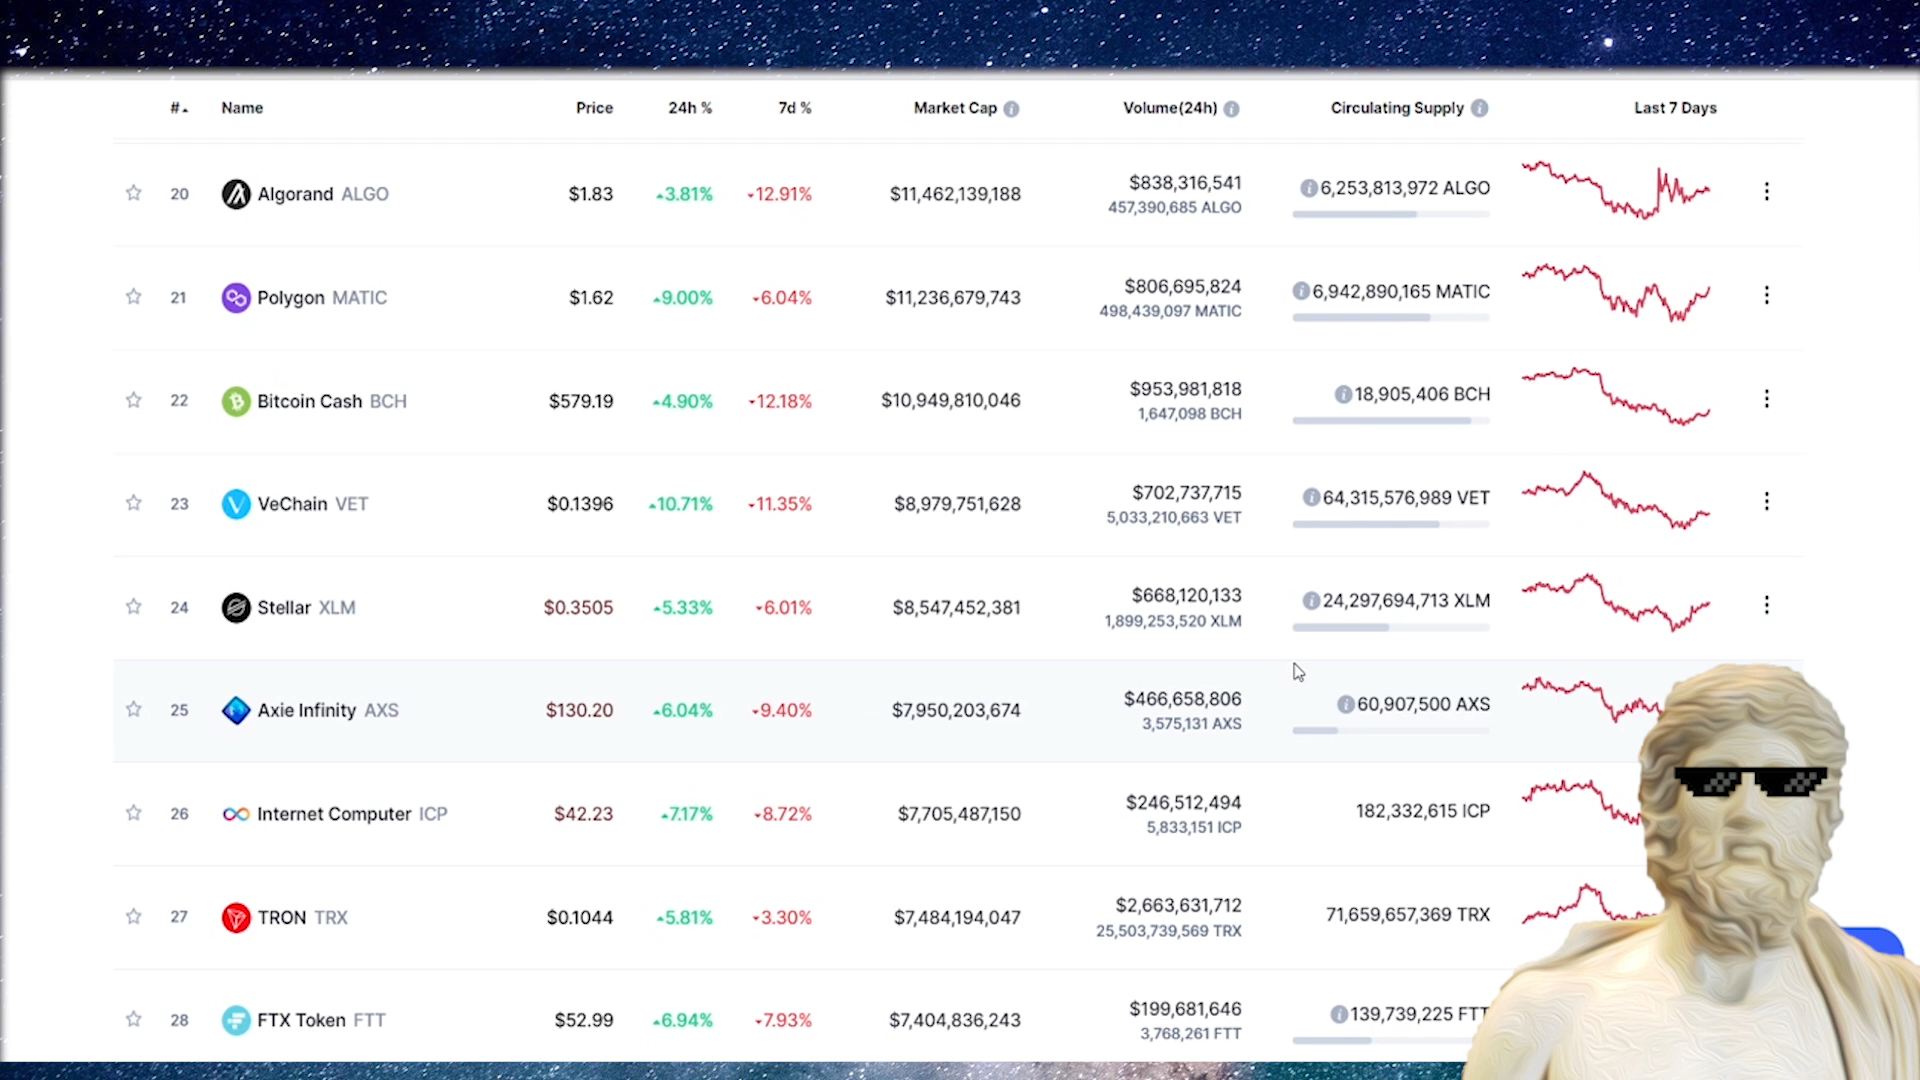 # Name Price 24h % 7d % Market Cap Volume(24h) Circulating Supply Last 7 Days
20 Algorand ALGO $1.83 3.81% 12.91% $11,462,139,188 $838,316,541 6,253,813,972 ALGO
457,390,685 ALGO
21 Polygon MATIC $1.62 9.00% 6.04% $11,236,679,743 $806,695,824 6,942,890,165 MATIC
498,439,097 MATIC
22 Bitcoin Cash BCH $579.19 4.90% 12.18% $10,949,810,046 $953,981,818 18,905,406 BCH
1,647,098 BCH
23 VeChain VET $0.1396 10.71% 11.35% $8,979,751,628 $702,737,715 64,315,576,989 VET
5,033,210,663 VET
24 Stellar XLM $0.3505 5.33% 6.01% $8,547,452,381 $668,120,133 24,297,694,713 XLM
1,899,253,520 XLM
25 Axie Infinity AXS $130.20 6.04% 9.40% $7,950,203,674 $466,658,806 60,907,500 AXS
3,575,131 AXS
26 Internet Computer ICP $42.23 7.17% 8.72% $7,705,487,150 $246,512,494 182,332,615 ICP
5,833,151 ICP
27 TRON TRX $0.1044 5.81% 3.30% $7,484,194,047 $2,663,631,712 71,659,657,369 TRX
25,503,739,569 TRX
28 FTX Token FTT $52.99 6.94% 7.93% $7,404,836,243 $199,681,646 139,739,225 FTT
3,768,261 FTT